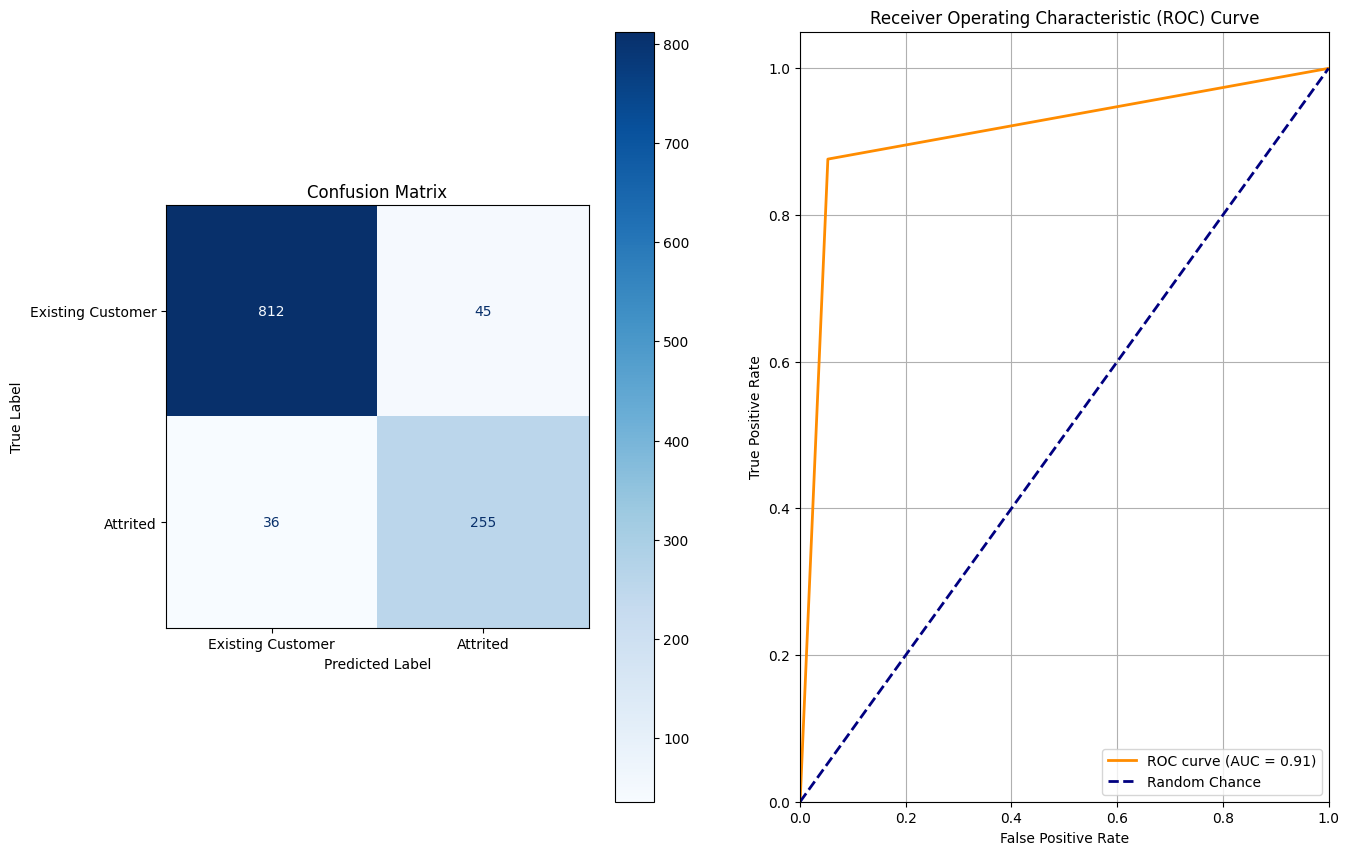 Confusion Matrix
True Label
Existing Customer
Attrited
812
45
36
255
Existing Customer
Attrited
Predicted Label
800
700
600
500
400
300
200
100
Receiver Operating Characteristic (ROC) Curve
True Positive Rate
1.0
0.8
0.6
0.4
0.2
0.0
0.0
0.2
0.4
0.6
0.8
1.0
False Positive Rate
ROC curve (AUC = 0.91)
Random Chance